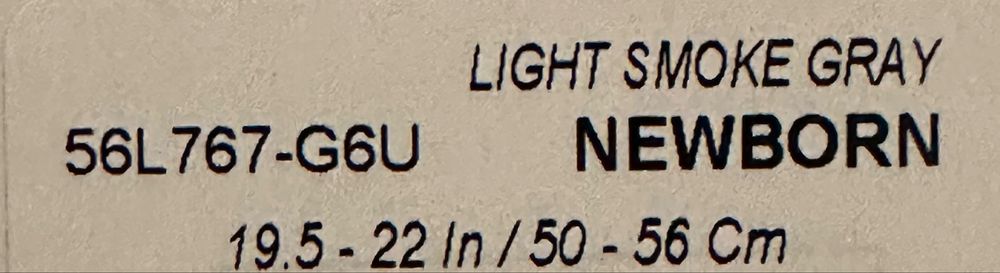 LIGHT SMOKE GRAY
56L767-G6U NEWBORN
19.5 - 22 In / 50 - 56 Cm